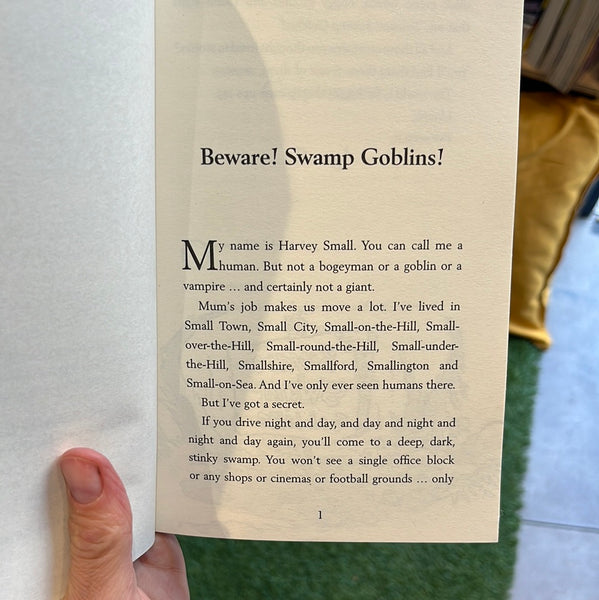 Beware! Swamp Goblins!
My name is Harvey Small. You can call me a
human. But not a bogeyman or a goblin or a
vampire … and certainly not a giant.
Mum's job makes us move a lot. I've lived in
Small Town, Small City, Small-on-the-Hill, Small-
over-the-Hill, Small-round-the-Hill, Small-under-
the-Hill, Smallshire, Smallford, Smallington and
Small-on-Sea. And I've only ever seen humans there.
But I've got a secret.
If you drive night and day, and day and night and
night and day again, you'll come to a deep, dark,
stinky swamp. You won't see a single office block
or any shops or cinemas or football grounds … only
1